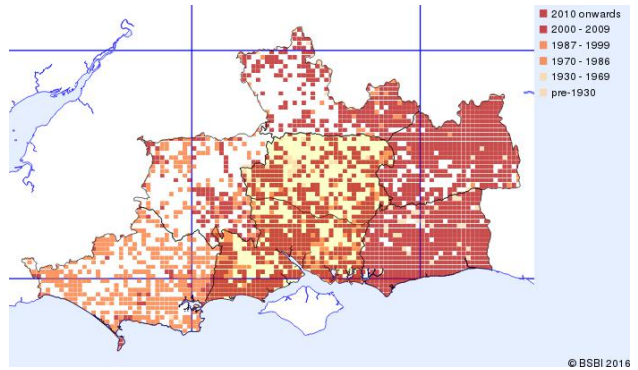 2010 onwards
2000 - 2009
1987 - 1999
1970 - 1986
1930 - 1969
pre-1930
© BSBI 2016